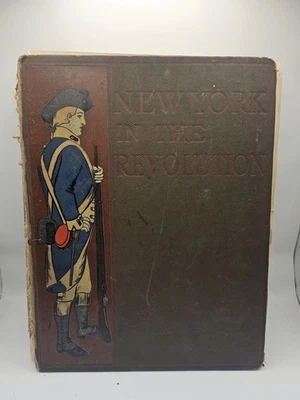 NEW YORK
IN THE
REVOLUTION